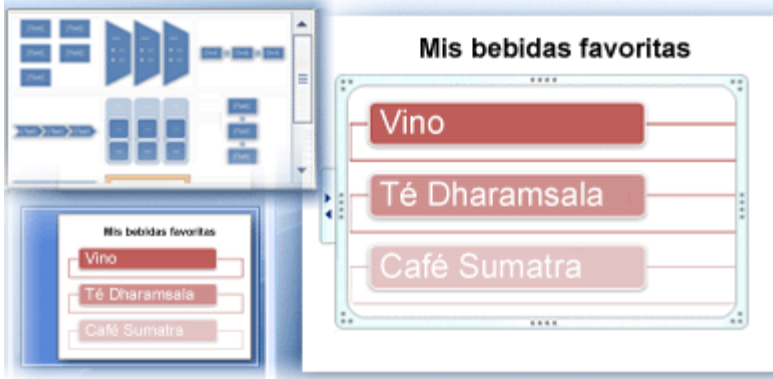 Mis bebidas favoritas
Vino
Té Dharamsala
Café Sumatra
Mis bebidas favoritas
Vino
Té Dharamsala
Café Sumatra